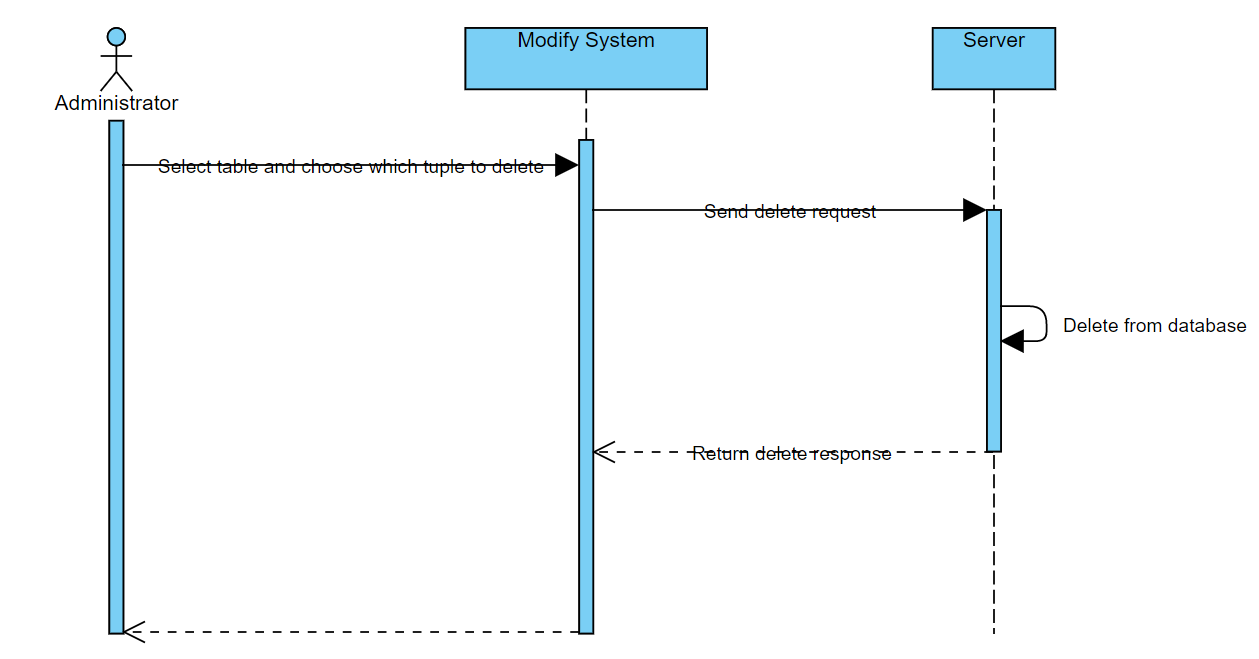 Modify System
Server
Administrator
Select table and choose which tuple to delete
Send delete request
Delete from database
Return delete response